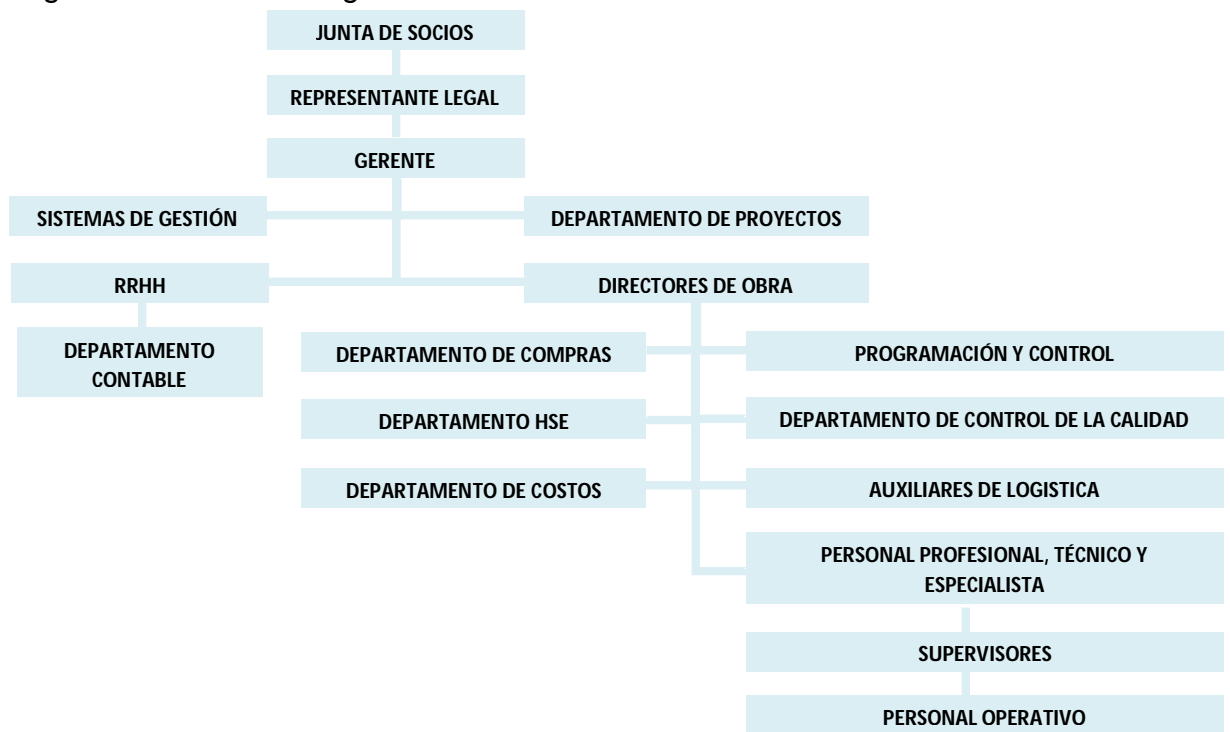 JUNTA DE SOCIOS
REPRESENTANTE LEGAL
GERENTE
SISTEMAS DE GESTIÓN
DEPARTAMENTO DE PROYECTOS
RRHH
DIRECTORES DE OBRA
DEPARTAMENTO
CONTABLE
DEPARTAMENTO DE COMPRAS
PROGRAMACIÓN Y CONTROL
DEPARTAMENTO HSE
DEPARTAMENTO DE CONTROL DE LA CALIDAD
DEPARTAMENTO DE COSTOS
AUXILIARES DE LOGISTICA
PERSONAL PROFESIONAL, TÉCNICO Y
ESPECIALISTA
SUPERVISORES
PERSONAL OPERATIVO